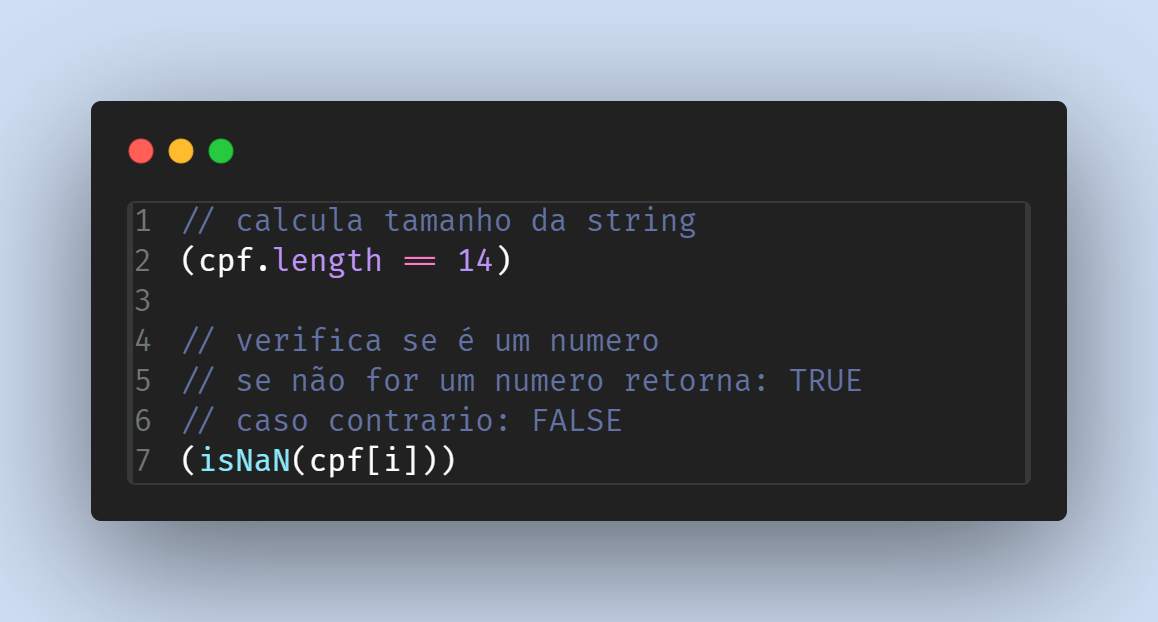 1 // calcula tamanho da string
2 (cpf.length == 14)
3
4 // verifica se é um numero
5 // se não for um numero retorna: TRUE
6 // caso contrario: FALSE
7 (isNaN(cpf[i]))